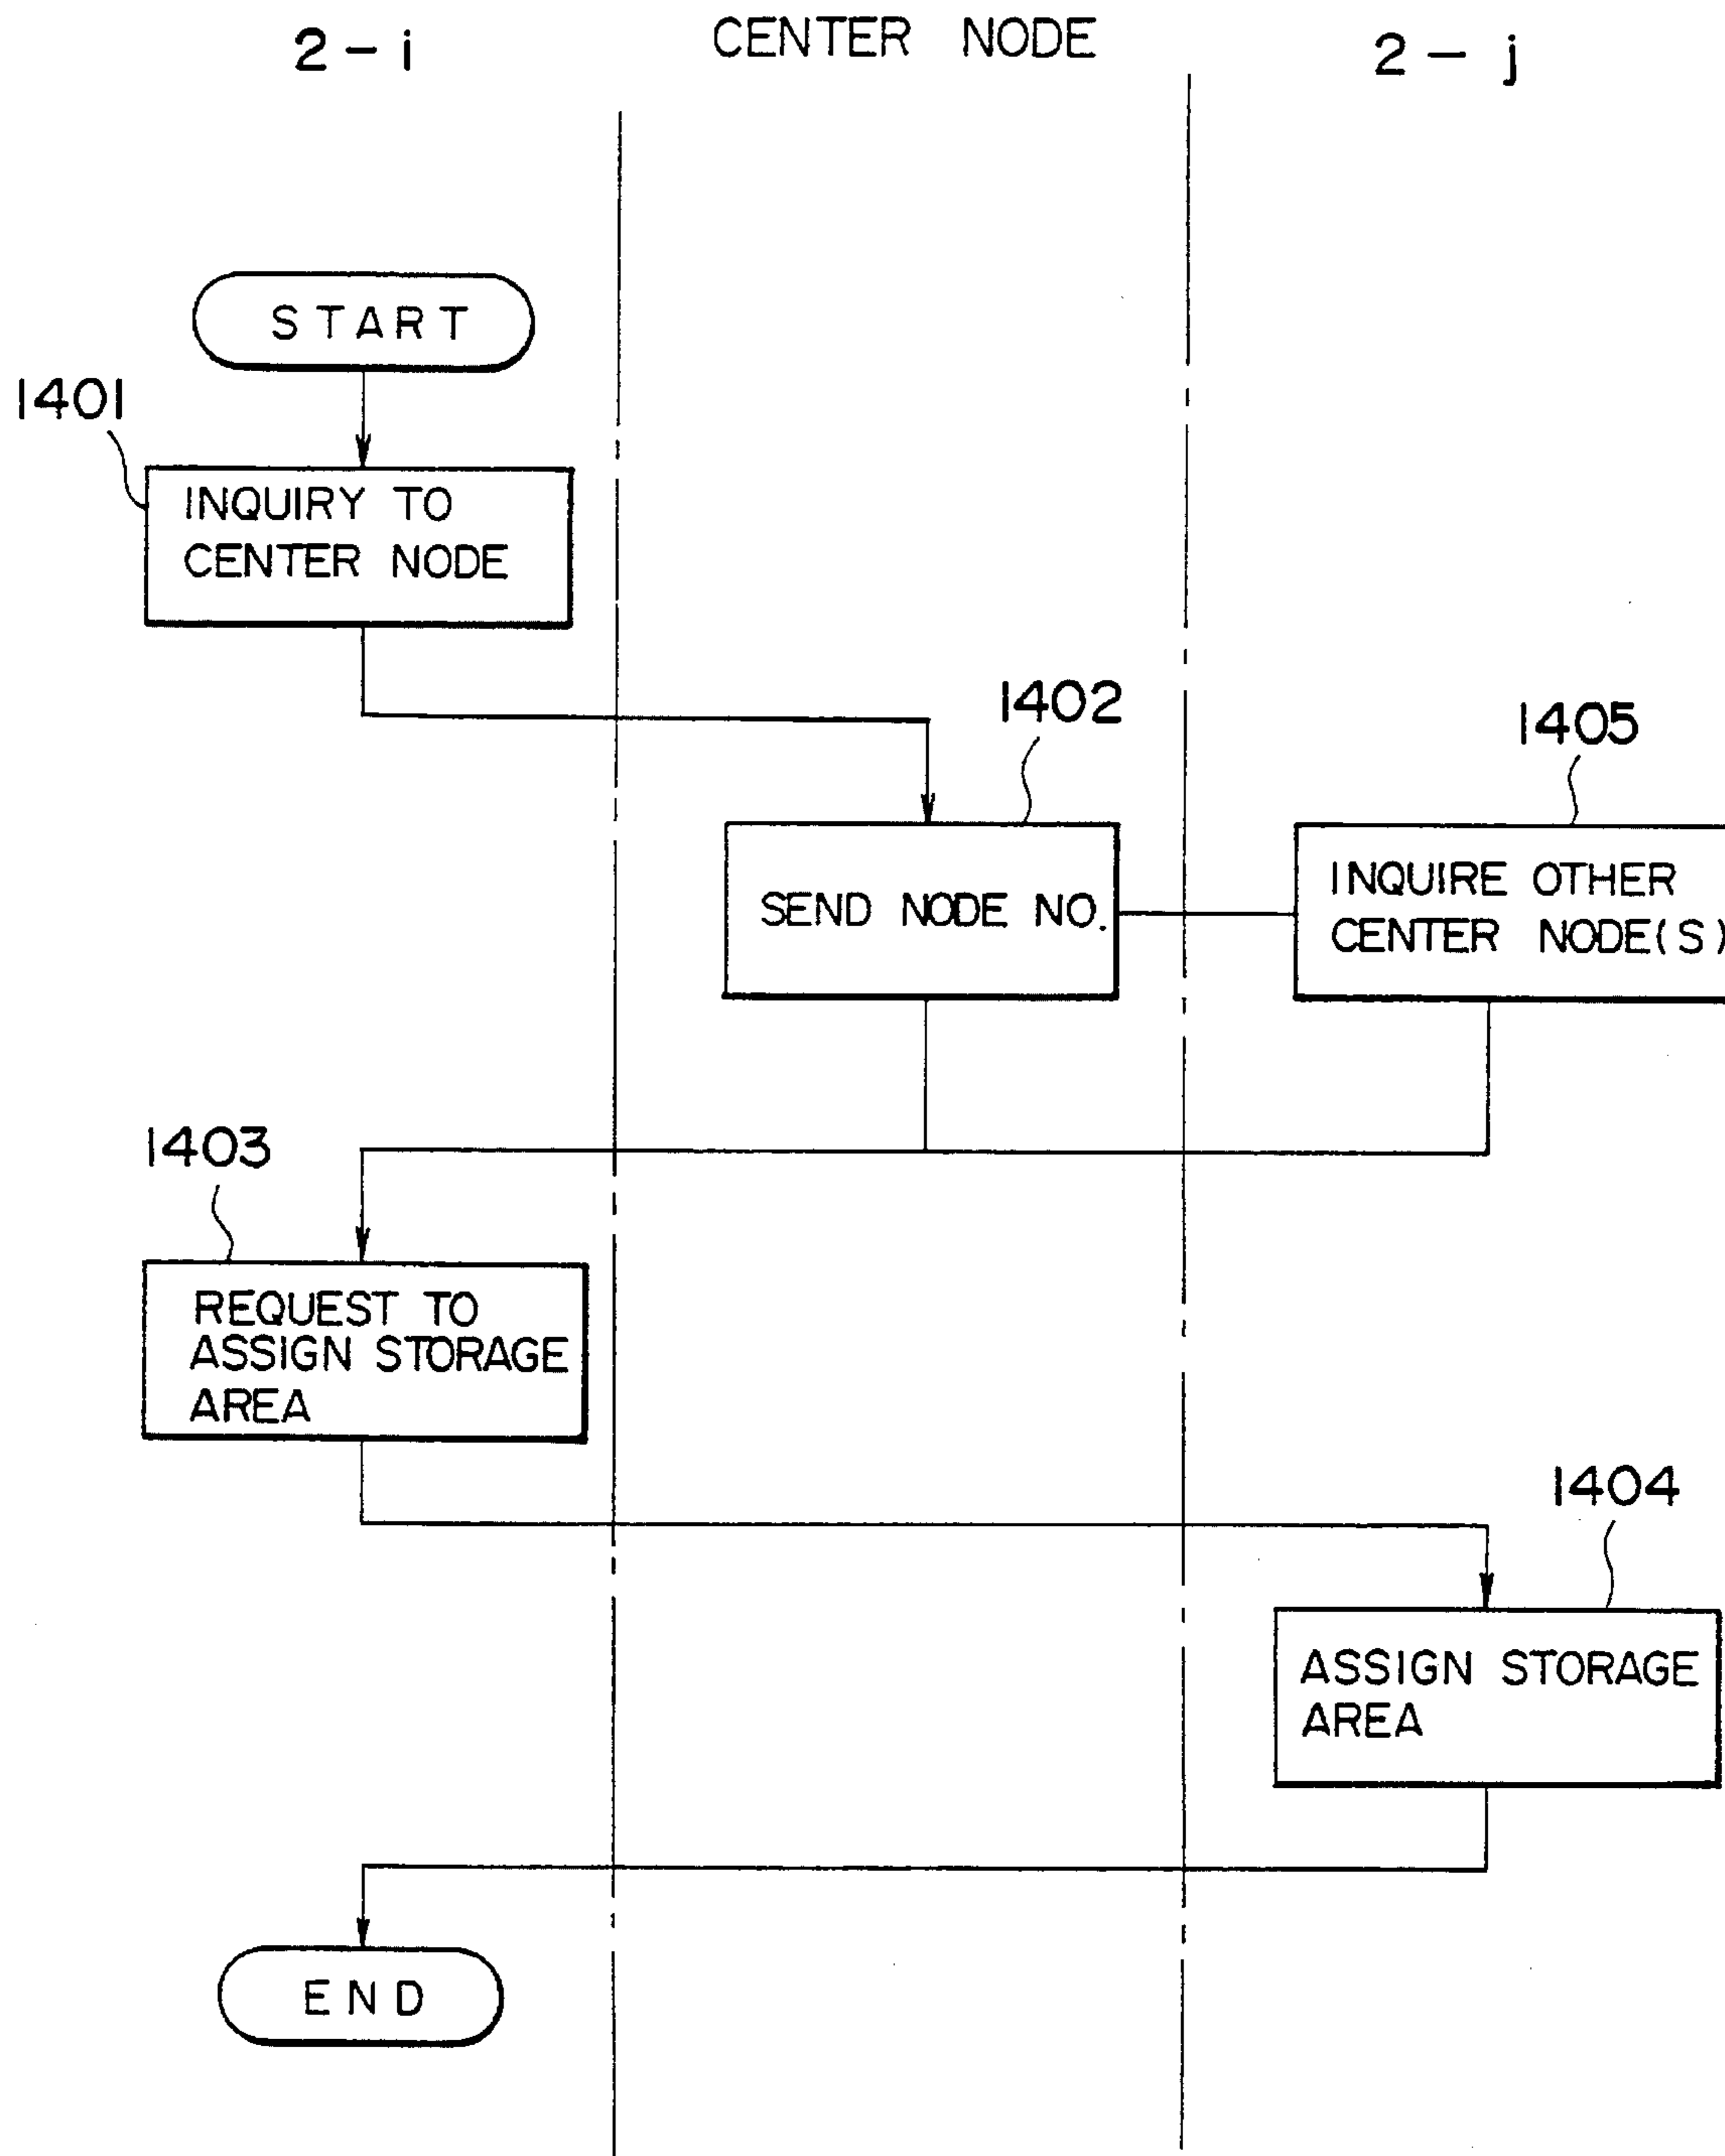 2 - i
CENTER NODE
2 - j
START
1401
INQUIRY TO
CENTER NODE
1402
1405
SEND NODE NO.
INQUIRE OTHER
CENTER NODE(S)
1403
REQUEST TO
ASSIGN STORAGE
AREA
1404
ASSIGN STORAGE
AREA
END